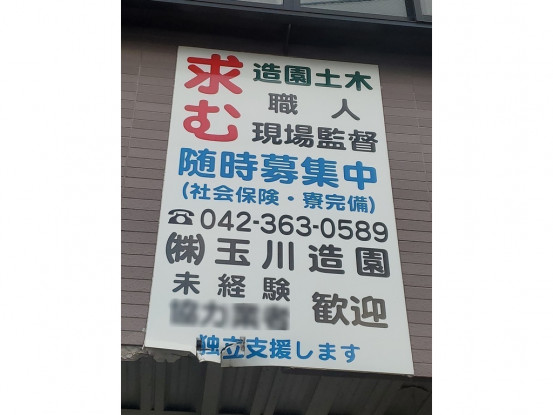 求む
造園土木
職人
現場監督
随時募集中
(社会保険・寮完備)
☎042-363-0589
㈱玉川造園
未経験
歓迎
独立支援します